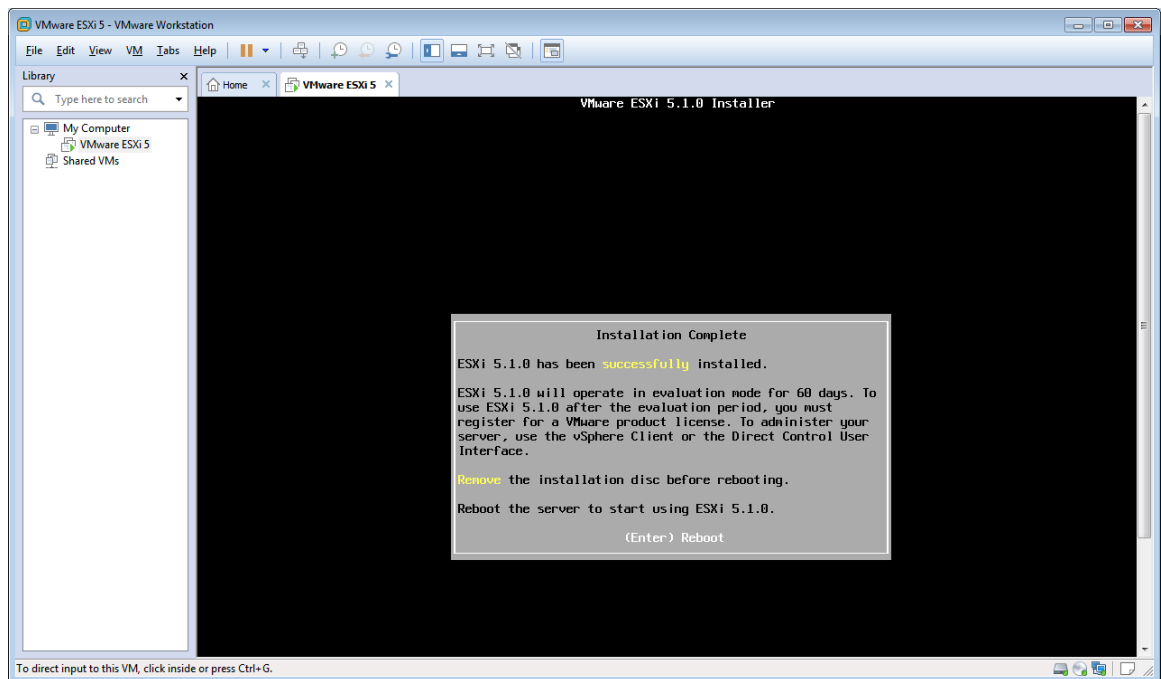 VMware ESXi 5 - VMware Workstation
File Edit View VM Tabs Help
Library
Type here to search
My Computer
VMware ESXi 5
Shared VMs
Home
VMware ESXi 5
VMware ESXi 5.1.0 Installer
Installation Complete
ESXi 5.1.0 has been successfully installed.
ESXi 5.1.0 will operate in evaluation mode for 60 days. To
use ESXi 5.1.0 after the evaluation period, you must
register for a VMware product license. To administer your
server, use the vSphere Client or the Direct Control User
Interface.
Remove the installation disc before rebooting.
Reboot the server to start using ESXi 5.1.0.
(Enter) Reboot
To direct input to this VM, click inside or press Ctrl+G.